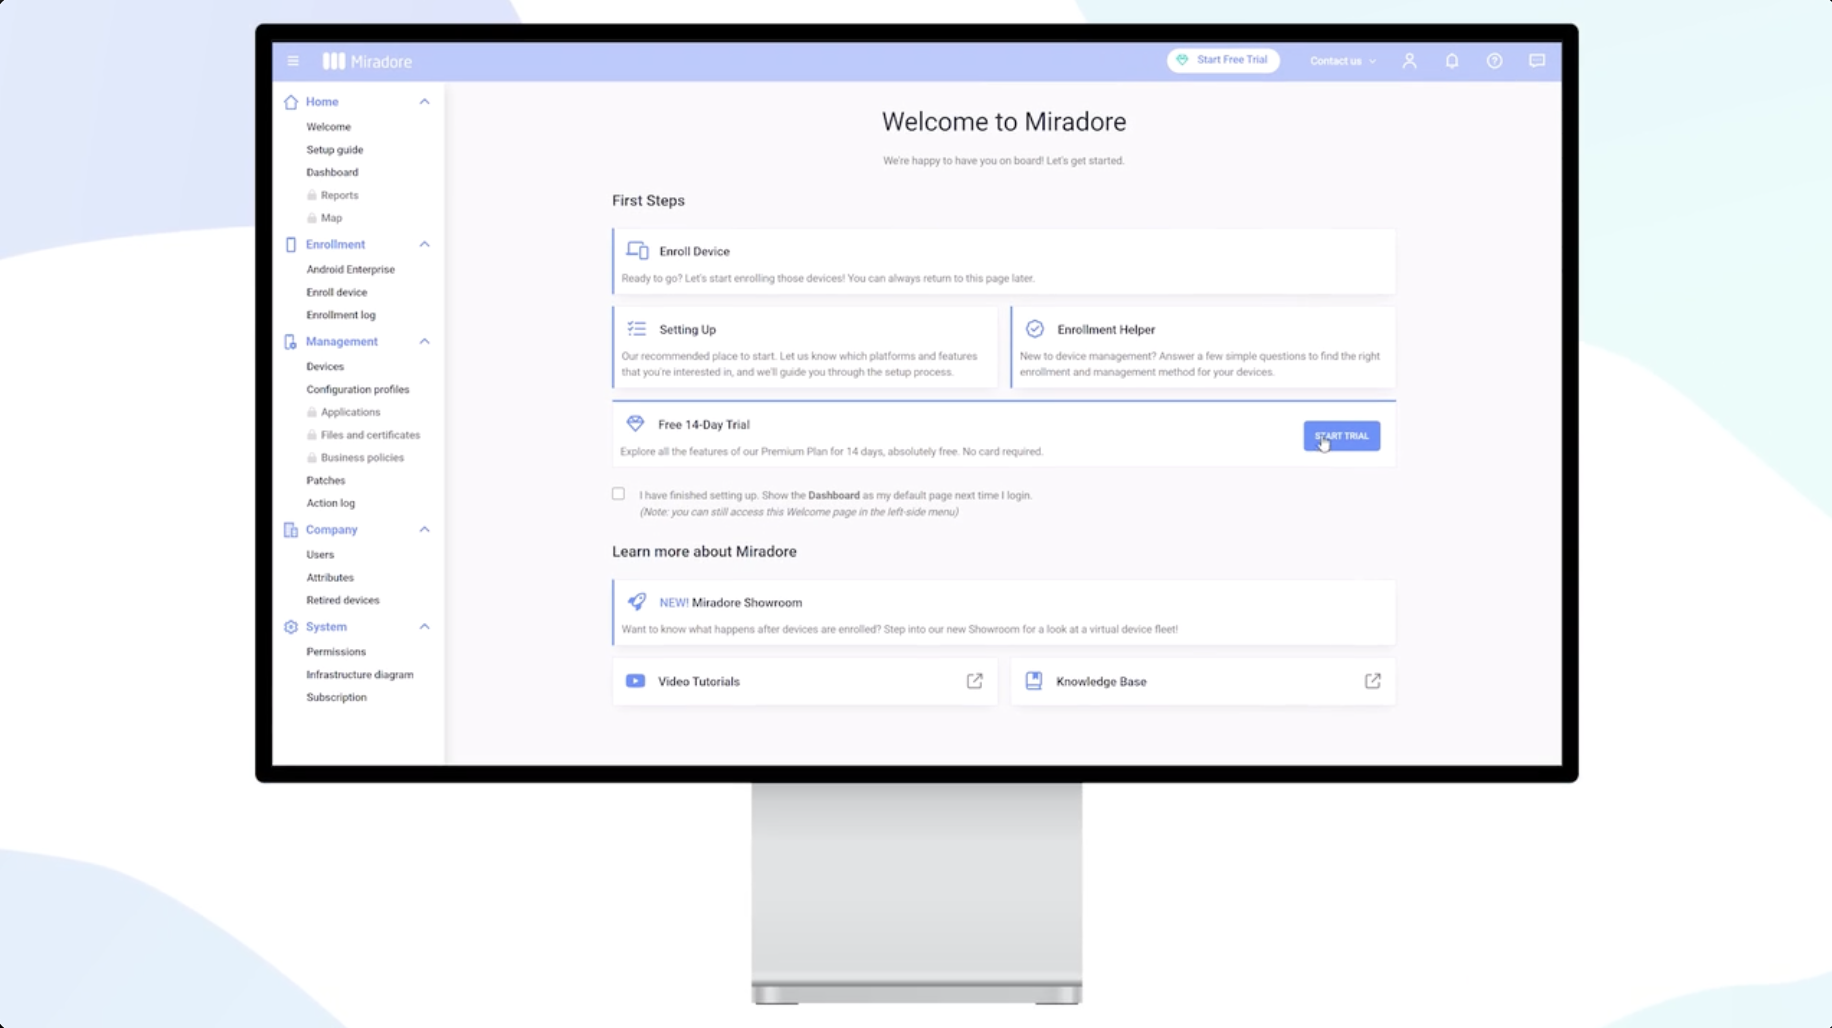 Miradore
Start Free Trial
Contact us
Home
Welcome
Setup guide
Dashboard
Reports
Map
Enrollment
Android Enterprise
Enroll device
Enrollment log
Management
Devices
Configuration profiles
Applications
Files and certificates
Business policies
Patches
Action log
Company
Users
Attributes
Retired devices
System
Permissions
Infrastructure diagram
Subscription
Welcome to Miradore
We're happy to have you on board! Let's get started.
First Steps
Enroll Device
Ready to go? Let's start enrolling those devices! You can always return to this page later.
Setting Up
Our recommended place to start. Let us know which platforms and features
that you're interested in, and we'll guide you through the setup process.
Enrollment Helper
New to device management? Answer a few simple questions to find the right
enrollment and management method for your devices.
Free 14-Day Trial
Explore all the features of our Premium Plan for 14 days, absolutely free. No card required.
START TRIAL
I have finished setting up. Show the Dashboard as my default page next time I login.
(Note: you can still access this Welcome page in the left-side menu)
Learn more about Miradore
NEW! Miradore Showroom
Want to know what happens after devices are enrolled? Step into our new Showroom for a look at a virtual device fleet!
Video Tutorials
Knowledge Base